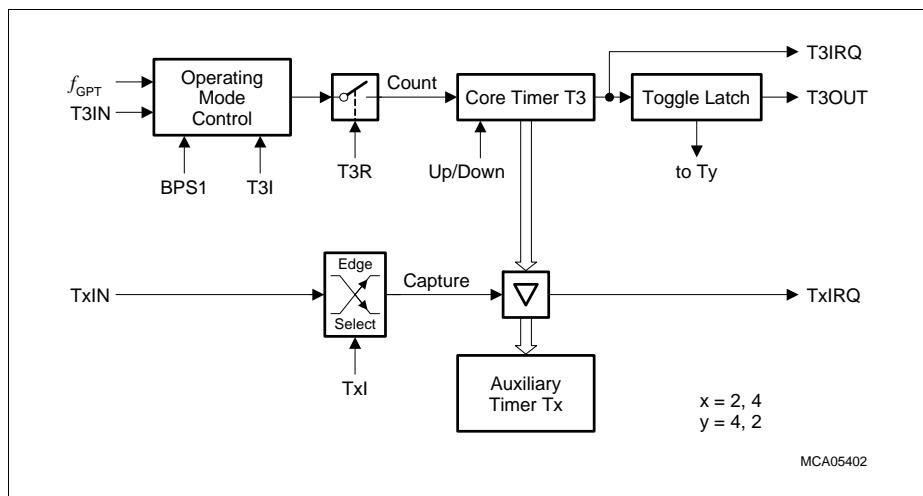 T3IRQ
f GPT
T3IN
Operating
Mode
Control
Count
Core Timer T3
Toggle Latch
T3OUT
BPS1
T3I
T3R
Up/Down
to Ty
TxIN
Edge
Select
Capture
TxIRQ
TxI
Auxiliary
Timer Tx
x = 2, 4
y = 4, 2
MCA05402